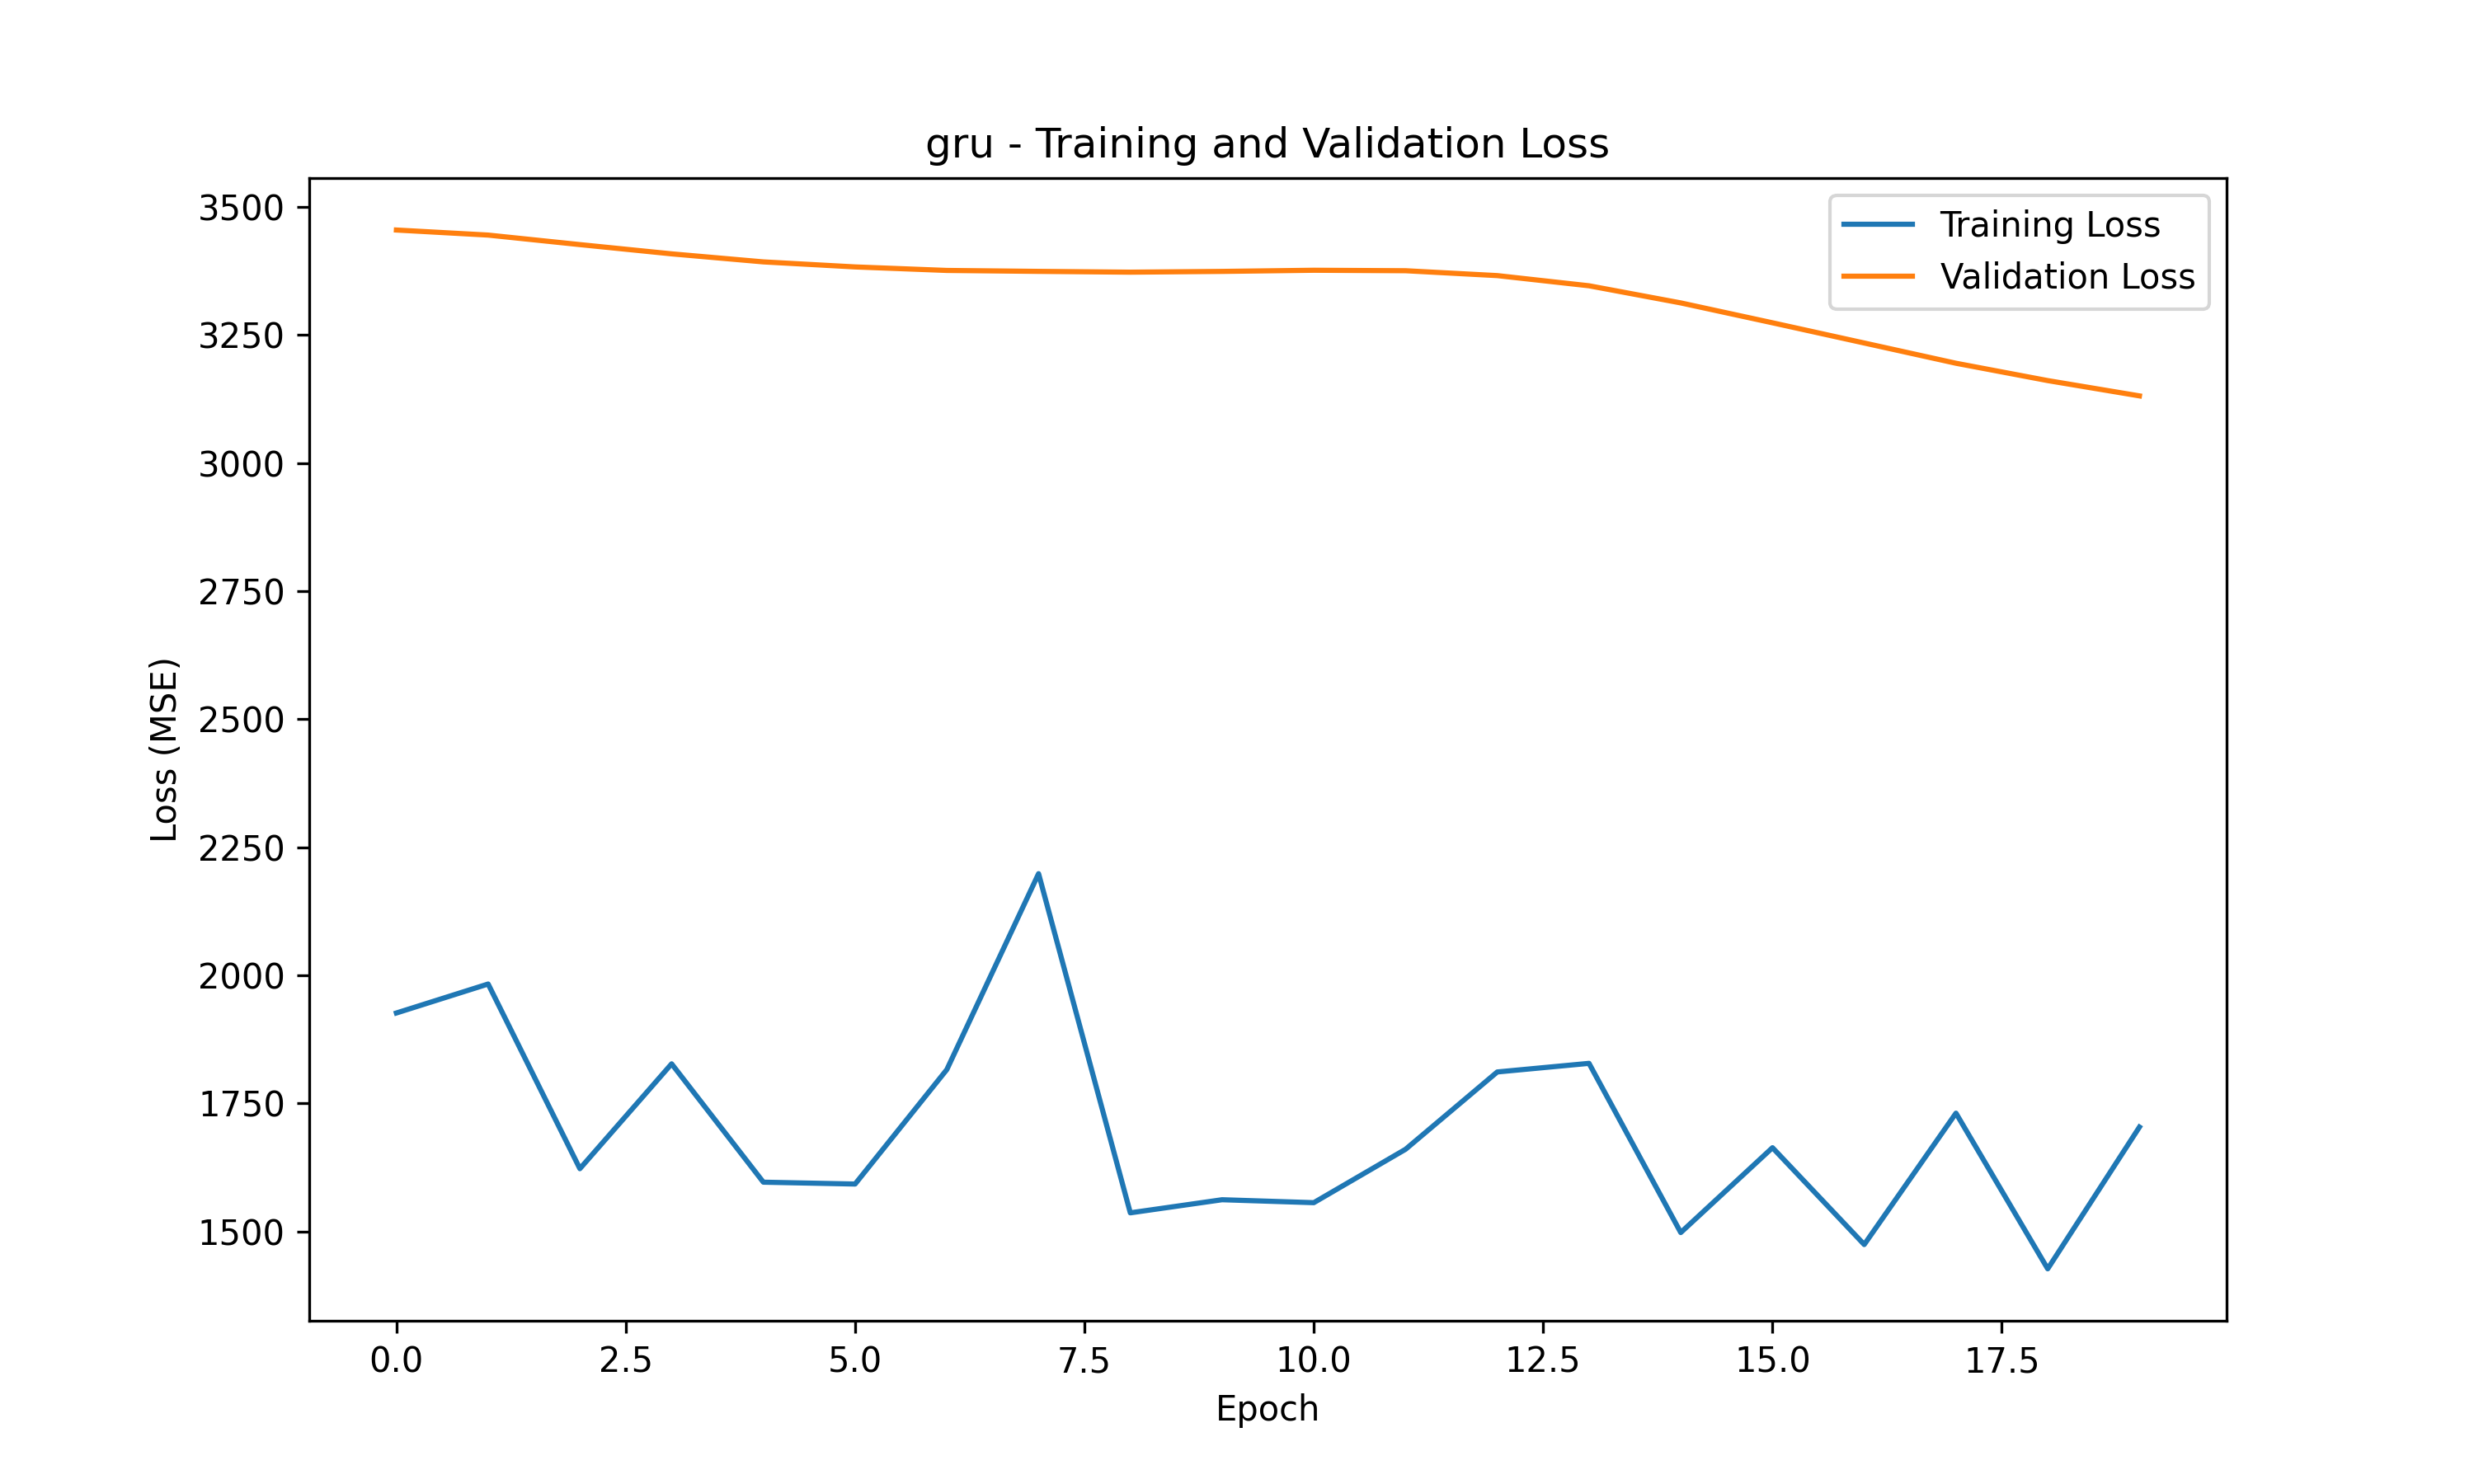 gru - Training and Validation Loss
Training Loss
Validation Loss
3500
3250
3000
2750
2500
2250
2000
1750
1500
Loss (MSE)
0.0 2.5 5.0 7.5 10.0 12.5 15.0 17.5
Epoch